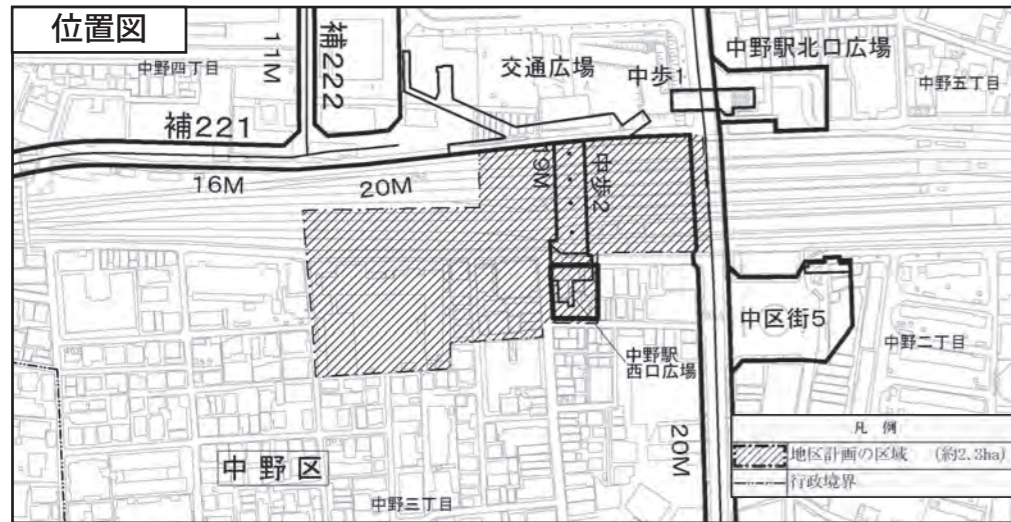 位置図
11M
補222
中野四丁目
交通広場
中歩1
中野駅北口広場
中野五丁目
補221
16M
20M
19M
中歩2
中区街5
中野二丁目
中野駅
西口広場
20M
中野区
中野三丁目
凡例
地区計画の区域 (約2.3ha)
行政境界